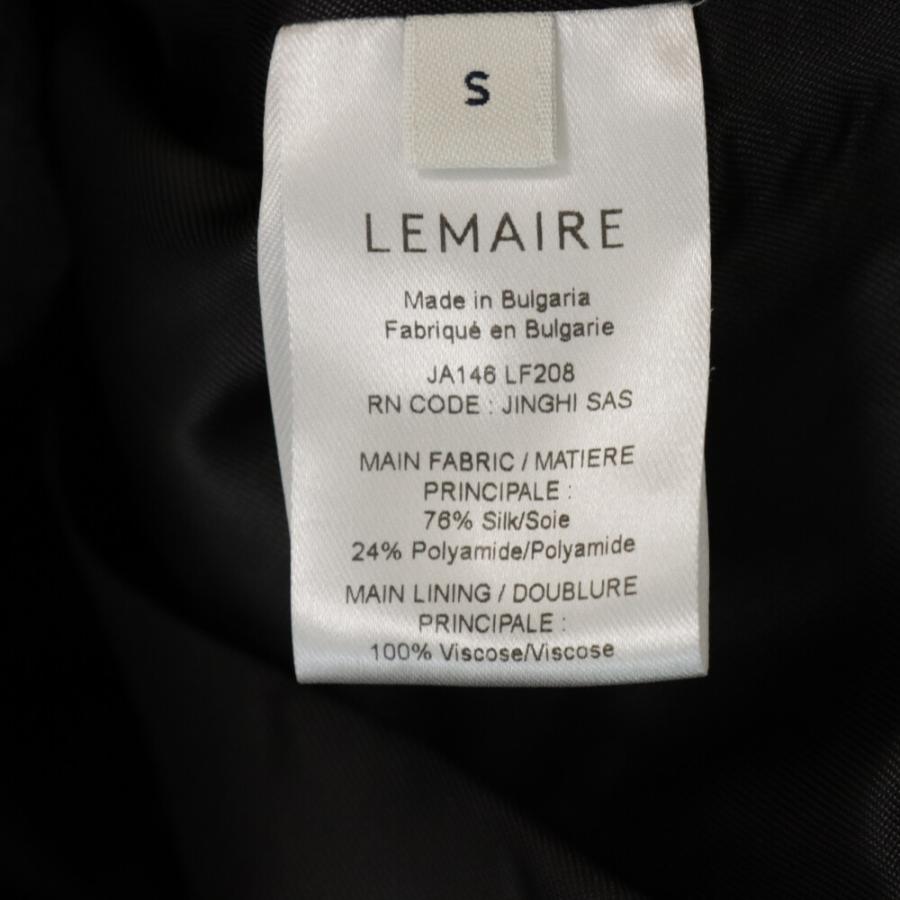 S
LEMAIRE
Made in Bulgaria
Fabriqué en Bulgarie
JA146 LF208
RN CODE : JINGHI SAS
MAIN FABRIC / MATIERE
PRINCIPALE :
76% Silk/Soie
24% Polyamide/Polyamide
MAIN LINING / DOUBLURE
PRINCIPALE :
100% Viscose/Viscose